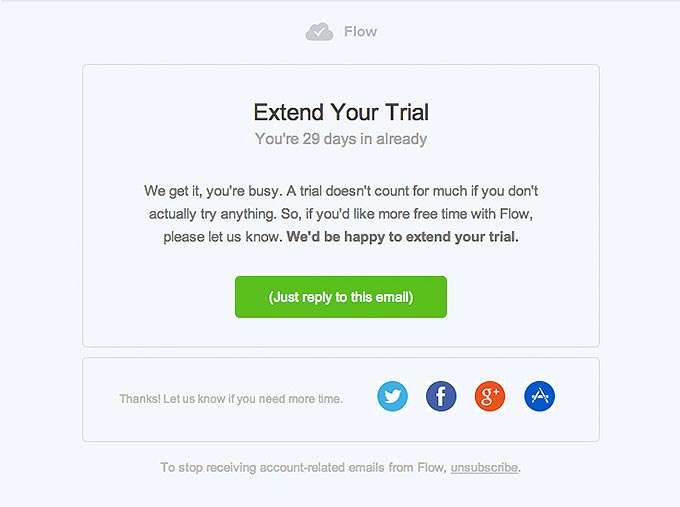 Flow
Extend Your Trial
You're 29 days in already
We get it, you're busy. A trial doesn't count for much if you don't
actually try anything. So, if you'd like more free time with Flow,
please let us know. We'd be happy to extend your trial.
(Just reply to this email)
Thanks! Let us know if you need more time.
To stop receiving account-related emails from Flow, unsubscribe.